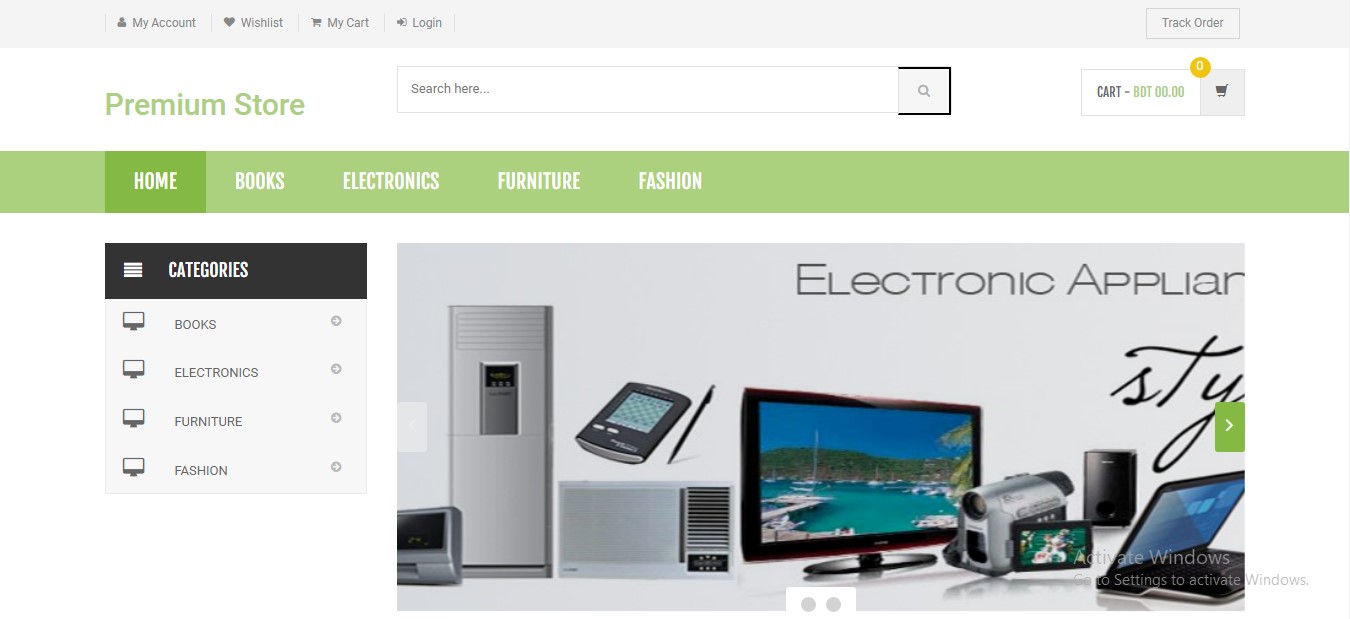 My Account Wishlist My Cart Login Track Order
Search here...
0
Premium Store
CART - BDT 00.00
HOME BOOKS ELECTRONICS FURNITURE FASHION
CATEGORIES
BOOKS
ELECTRONICS
FURNITURE
FASHION
Electronic Applian
sty
Activate Windows
Go to Settings to activate Windows.